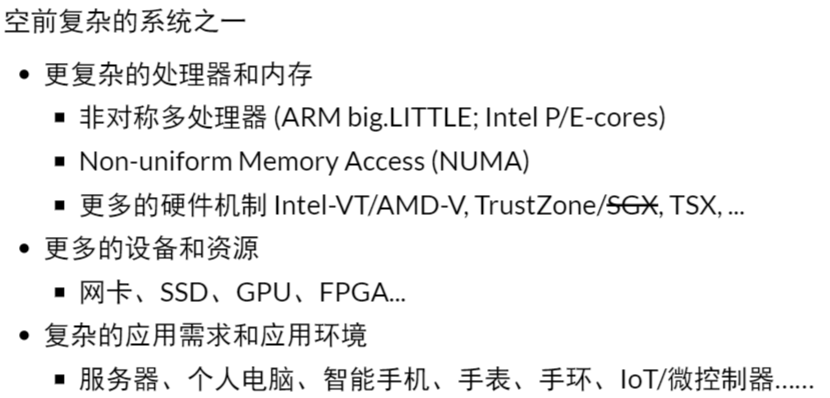 空前复杂的系统之一
• 更复杂的处理器和内存
▪ 非对称多处理器 (ARM big.LITTLE; Intel P/E-cores)
▪ Non-uniform Memory Access (NUMA)
▪ 更多的硬件机制 Intel-VT/AMD-V, TrustZone/~~SGX~~, TSX, ...
• 更多的设备和资源
▪ 网卡、SSD、GPU、FPGA...
• 复杂的应用需求和应用环境
▪ 服务器、个人电脑、智能手机、手表、手环、IoT/微控制器......